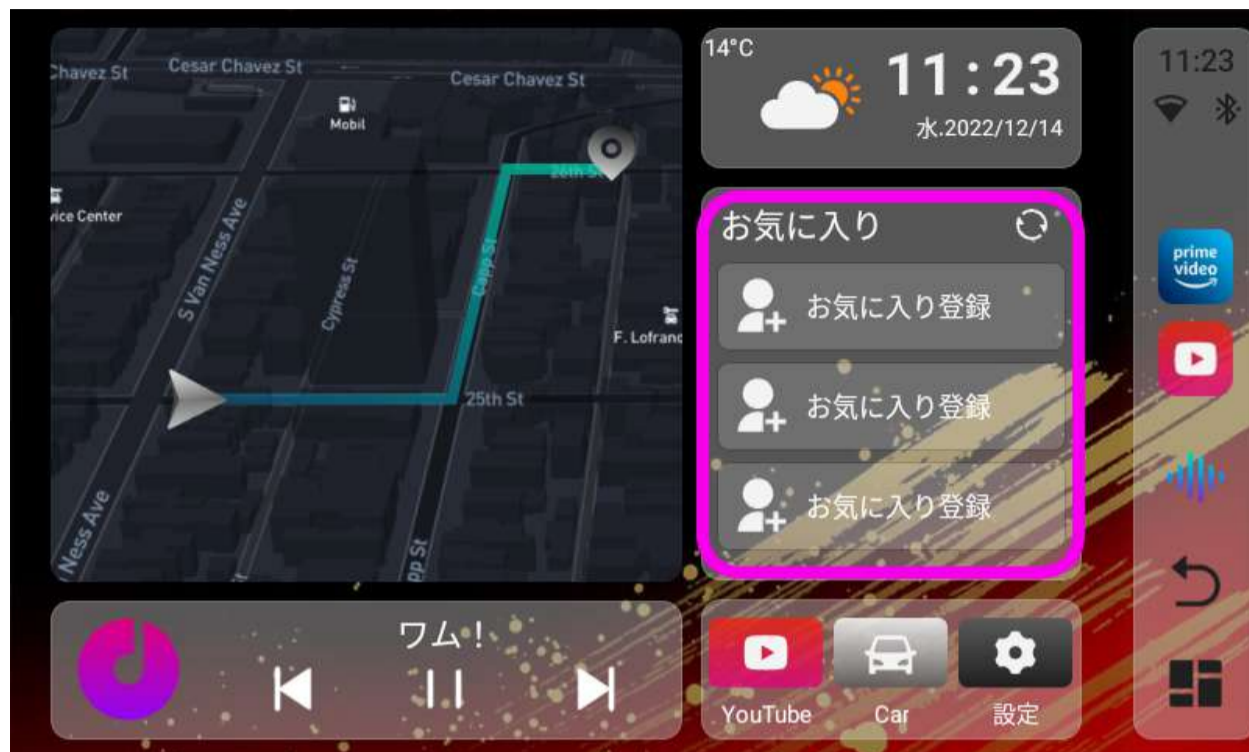 Chavez St
Cesar Chavez St
Cesar Chavez St
Mobil
26th St
vice Center
S Van Ness Ave
Cypress St
Capp St
F. Lofranc
25th St
Ness Ave
pp St
14°C
11:23
水.2022/12/14
お気に入り
お気に入り登録
お気に入り登録
お気に入り登録
ワム！
YouTube
Car
設定
11:23
prime
video